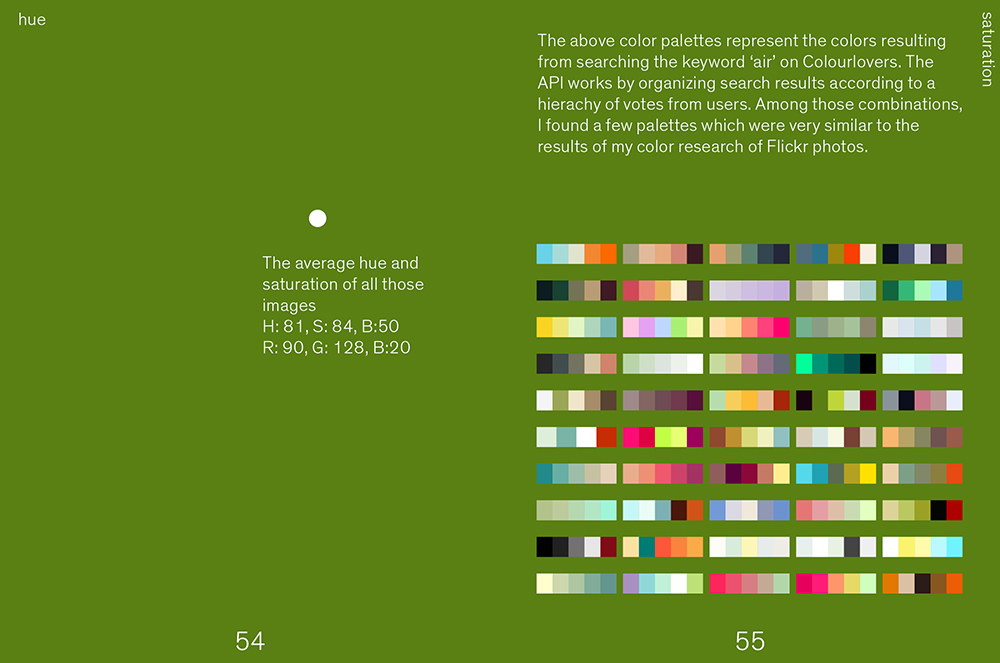 hue
The average hue and
saturation of all those
images
H: 81, S: 84, B:50
R: 90, G: 128, B:20
54
saturation
The above color palettes represent the colors resulting
from searching the keyword ‘air’ on Colourlovers. The
API works by organizing search results according to a
hierachy of votes from users. Among those combinations,
I found a few palettes which were very similar to the
results of my color research of Flickr photos.
55